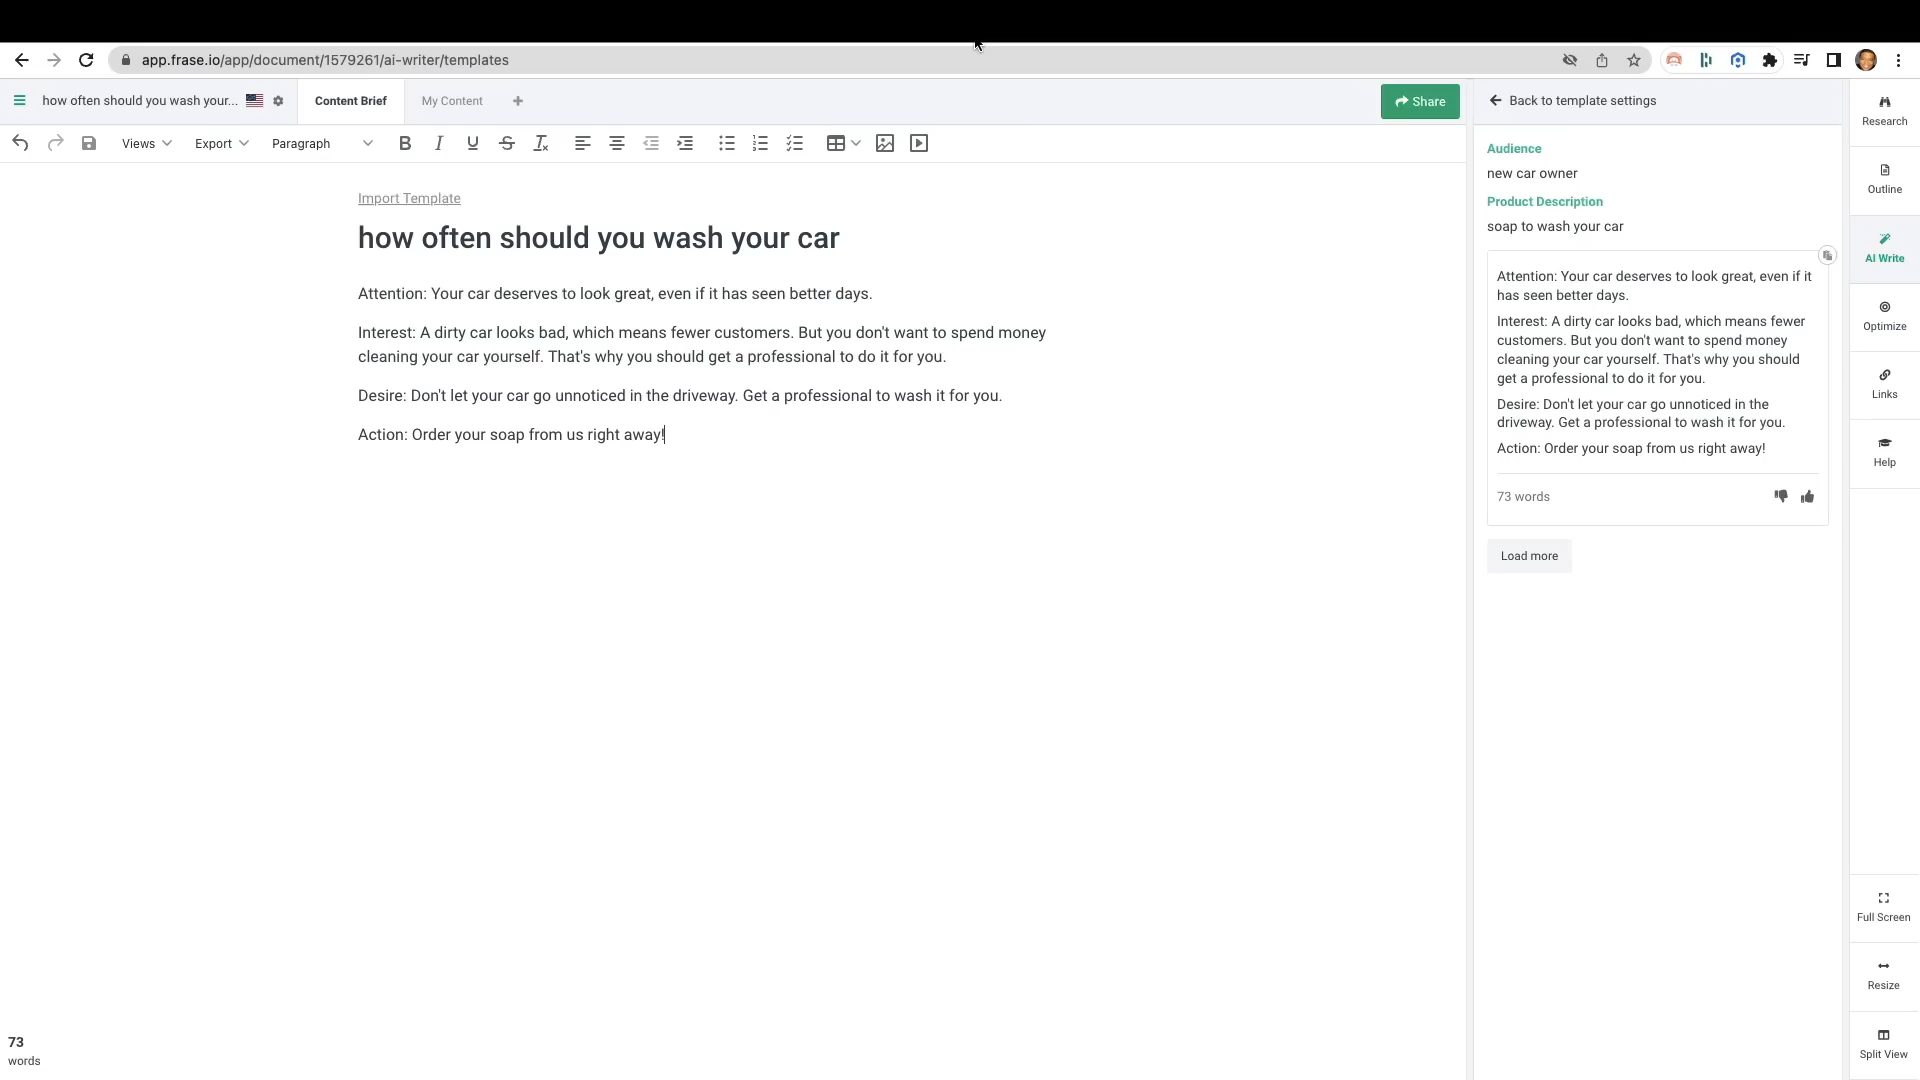 app.frase.io/app/document/1579261/ai-writer/templates
how often should you wash your...
Content Brief
My Content
Share
Back to template settings
Views
Export
Paragraph
Import Template
how often should you wash your car
Attention: Your car deserves to look great, even if it has seen better days.
Interest: A dirty car looks bad, which means fewer customers. But you don't want to spend money
cleaning your car yourself. That's why you should get a professional to do it for you.
Desire: Don't let your car go unnoticed in the driveway. Get a professional to wash it for you.
Action: Order your soap from us right away!
73
words
Audience
new car owner
Product Description
soap to wash your car
Attention: Your car deserves to look great, even if it
has seen better days.
Interest: A dirty car looks bad, which means fewer
customers. But you don't want to spend money
cleaning your car yourself. That's why you should
get a professional to do it for you.
Desire: Don't let your car go unnoticed in the
driveway. Get a professional to wash it for you.
Action: Order your soap from us right away!
73 words
Load more
Research
Outline
AI Write
Optimize
Links
Help
Full Screen
Resize
Split View